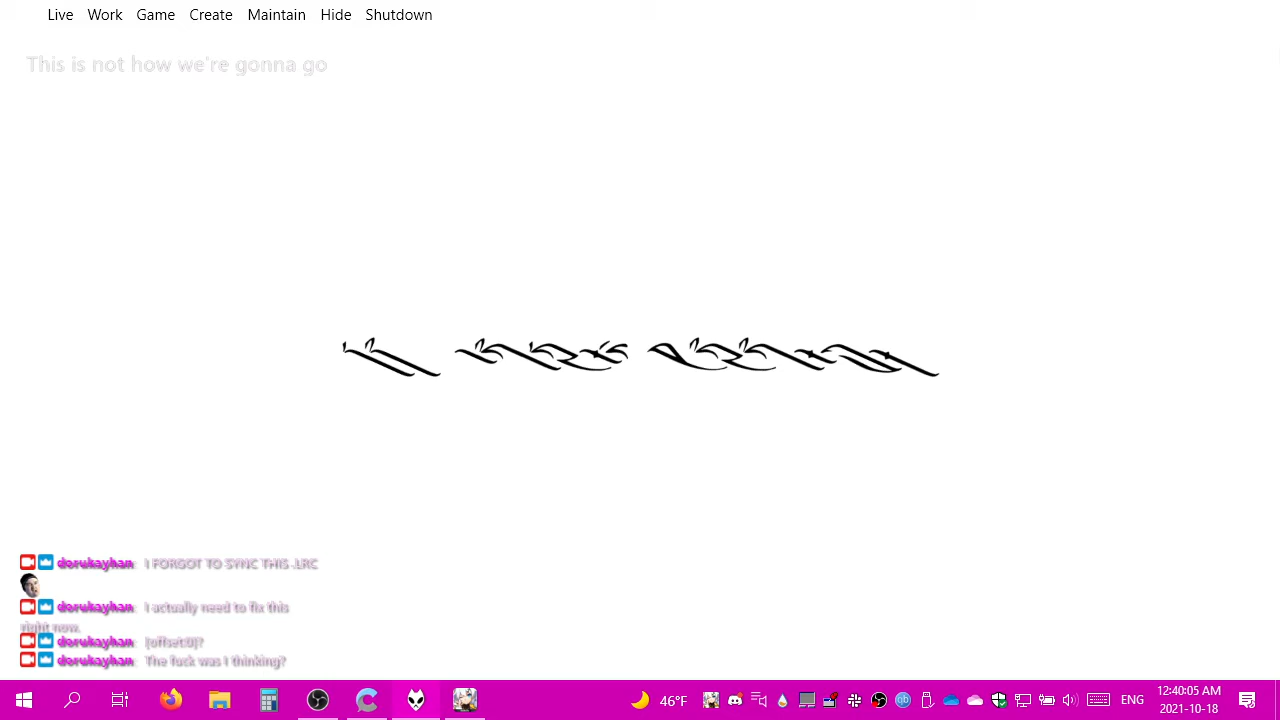 Live Work Game Create Maintain Hide Shutdown
This is not how we're gonna go
dorukayhan: I FORGOT TO SYNC THIS .LRC
dorukayhan: I actually need to fix this
right now.
dorukayhan: [offset:0]?
dorukayhan: The fuck was I thinking?
46°F
ENG
12:40:05 AM
2021-10-18